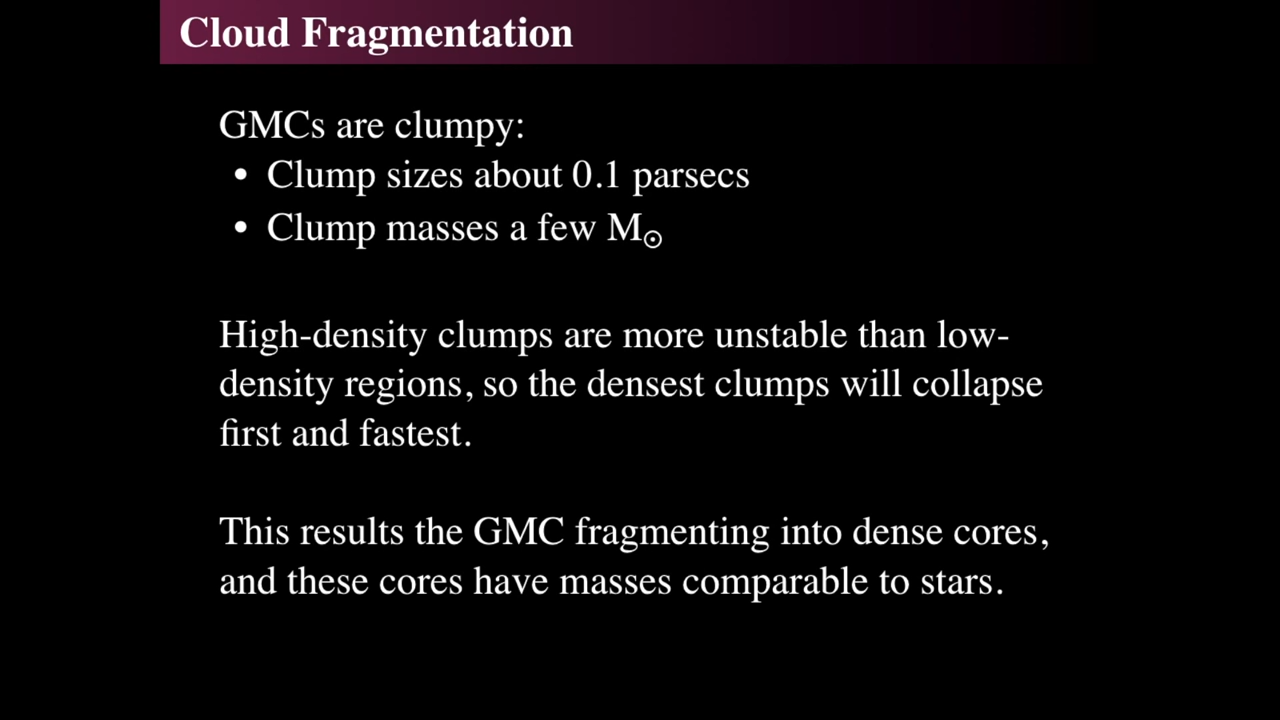 Cloud Fragmentation
GMCs are clumpy:
• Clump sizes about 0.1 parsecs
• Clump masses a few M☉
High-density clumps are more unstable than low-
density regions, so the densest clumps will collapse
first and fastest.
This results the GMC fragmenting into dense cores,
and these cores have masses comparable to stars.